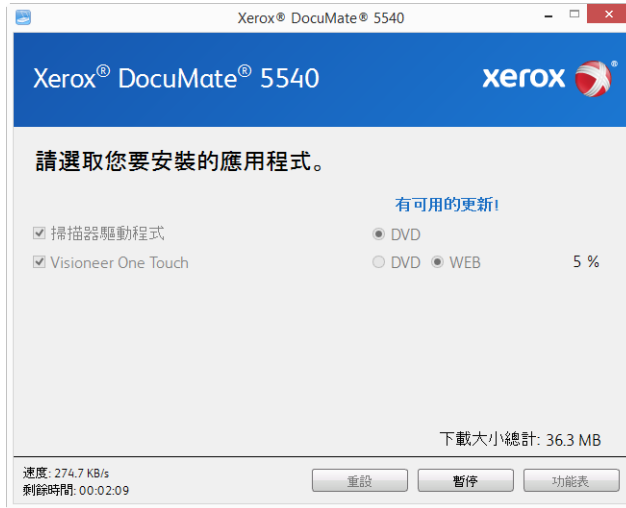 Xerox® DocuMate® 5540
Xerox® DocuMate® 5540
xerox®
請選取您要安裝的應用程式。
有可用的更新!
掃描器驅動程式 DVD
Visioneer One Touch DVD WEB 5 %
下載大小總計: 36.3 MB
速度: 274.7 KB/s
剩餘時間: 00:02:09
重設 暫停 功能表